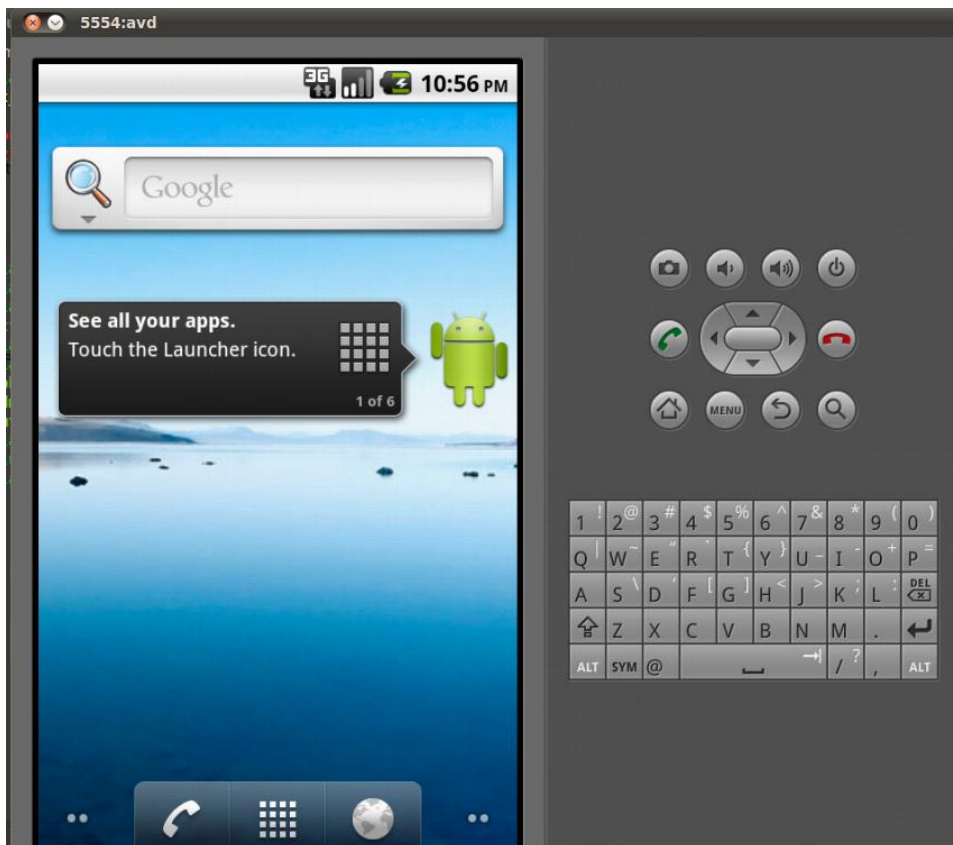 5554:avd
3G 10:56 PM
Google
See all your apps.
Touch the Launcher icon.
1 of 6
MENU
1 ! 2 @ 3 # 4 $ 5 % 6 ^ 7 & 8 * 9 ( 0 )
Q | W ~ E " R ` T { Y } U - I - O + P =
A S \ D ' F [ G ] H < J > K ; L : DEL
Z X C V B N M .
ALT SYM @ / ? , ALT